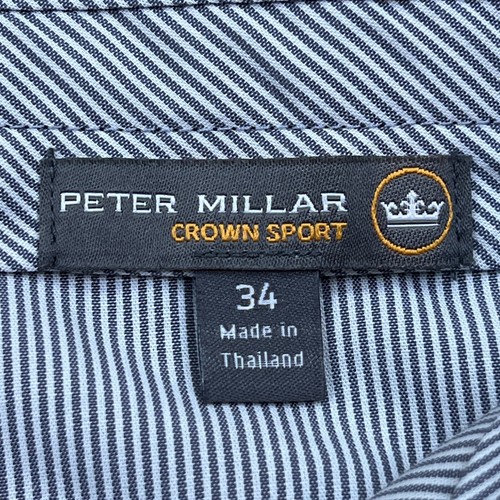 PETER MILLAR
CROWN SPORT
34
Made in
Thailand